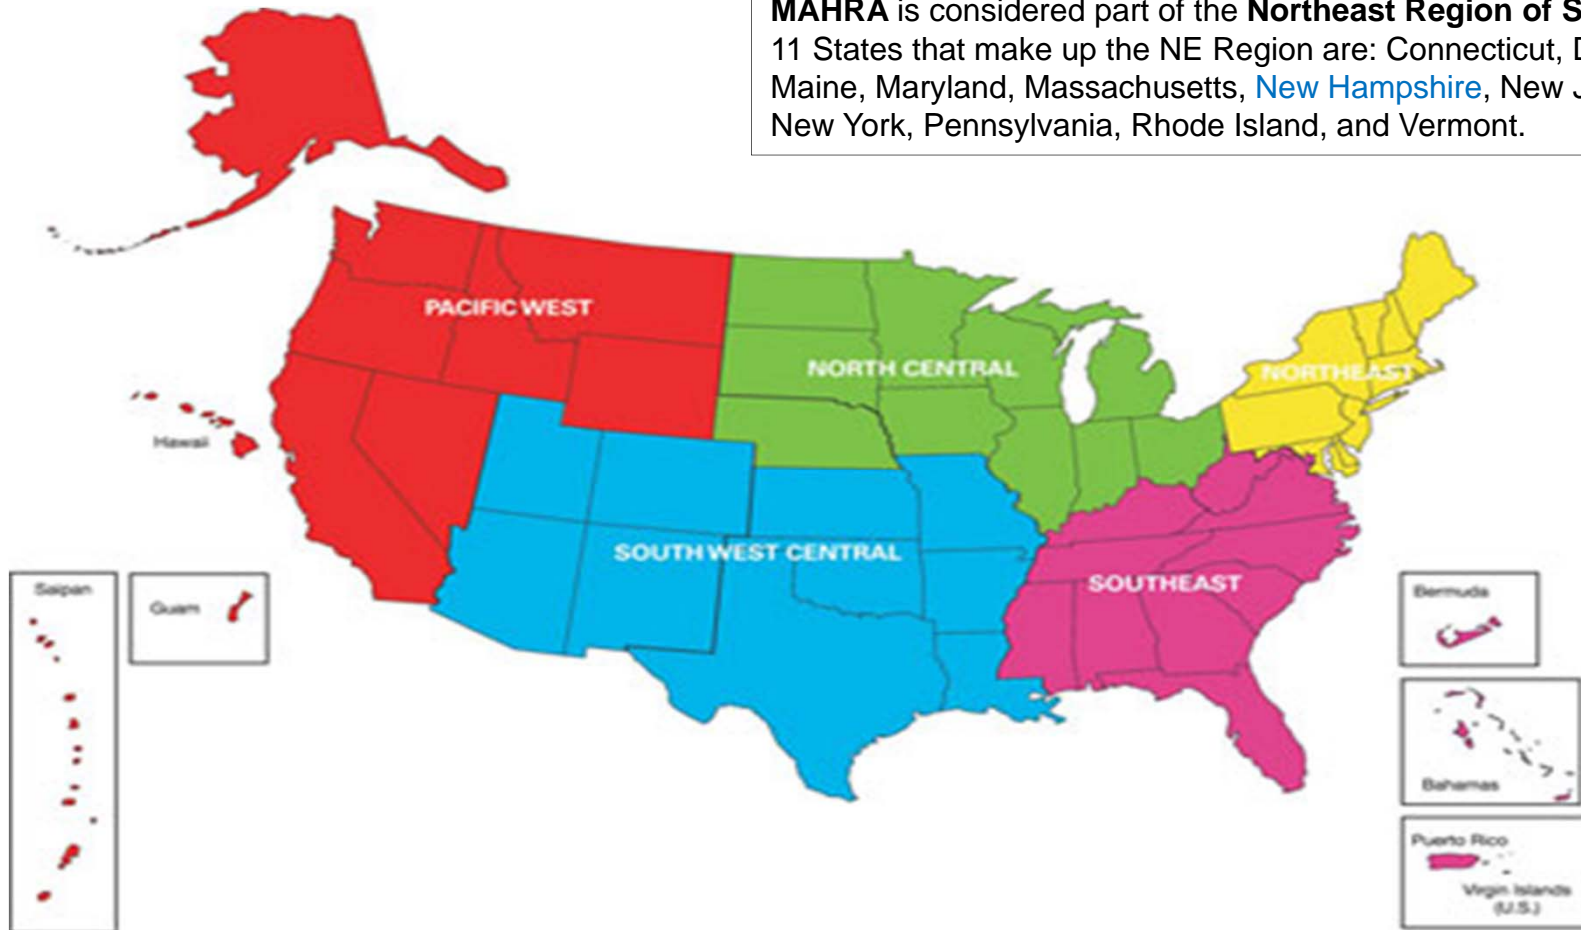 MAHRA is considered part of the Northeast Region of S
11 States that make up the NE Region are: Connecticut, D
Maine, Maryland, Massachusetts, New Hampshire, New J
New York, Pennsylvania, Rhode Island, and Vermont.
PACIFIC WEST
NORTH CENTRAL
NORTHEAST
Hawaii
SOUTH WEST CENTRAL
SOUTHEAST
Saipan
Guam
Bermuda
Bahamas
Puerto Rico
Virgin Islands
(U.S.)